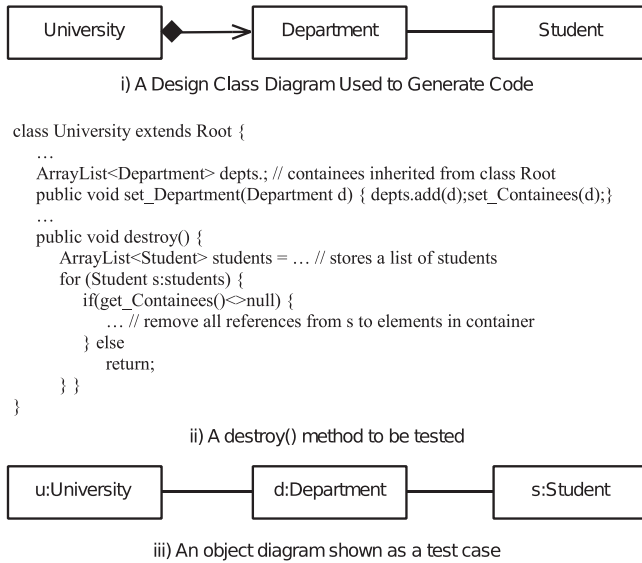 University Department Student
i) A Design Class Diagram Used to Generate Code
class University extends Root {
…
ArrayList<Department> depts.; // containees inherited from class Root
public void set_Department(Department d) { depts.add(d);set_Containees(d);}
…
public void destroy() {
ArrayList<Student> students = … // stores a list of students
for (Student s:students) {
if(get_Containees()<>null) {
… // remove all references from s to elements in container
} else
return;
} }
}
ii) A destroy() method to be tested
u:University d:Department s:Student
iii) An object diagram shown as a test case